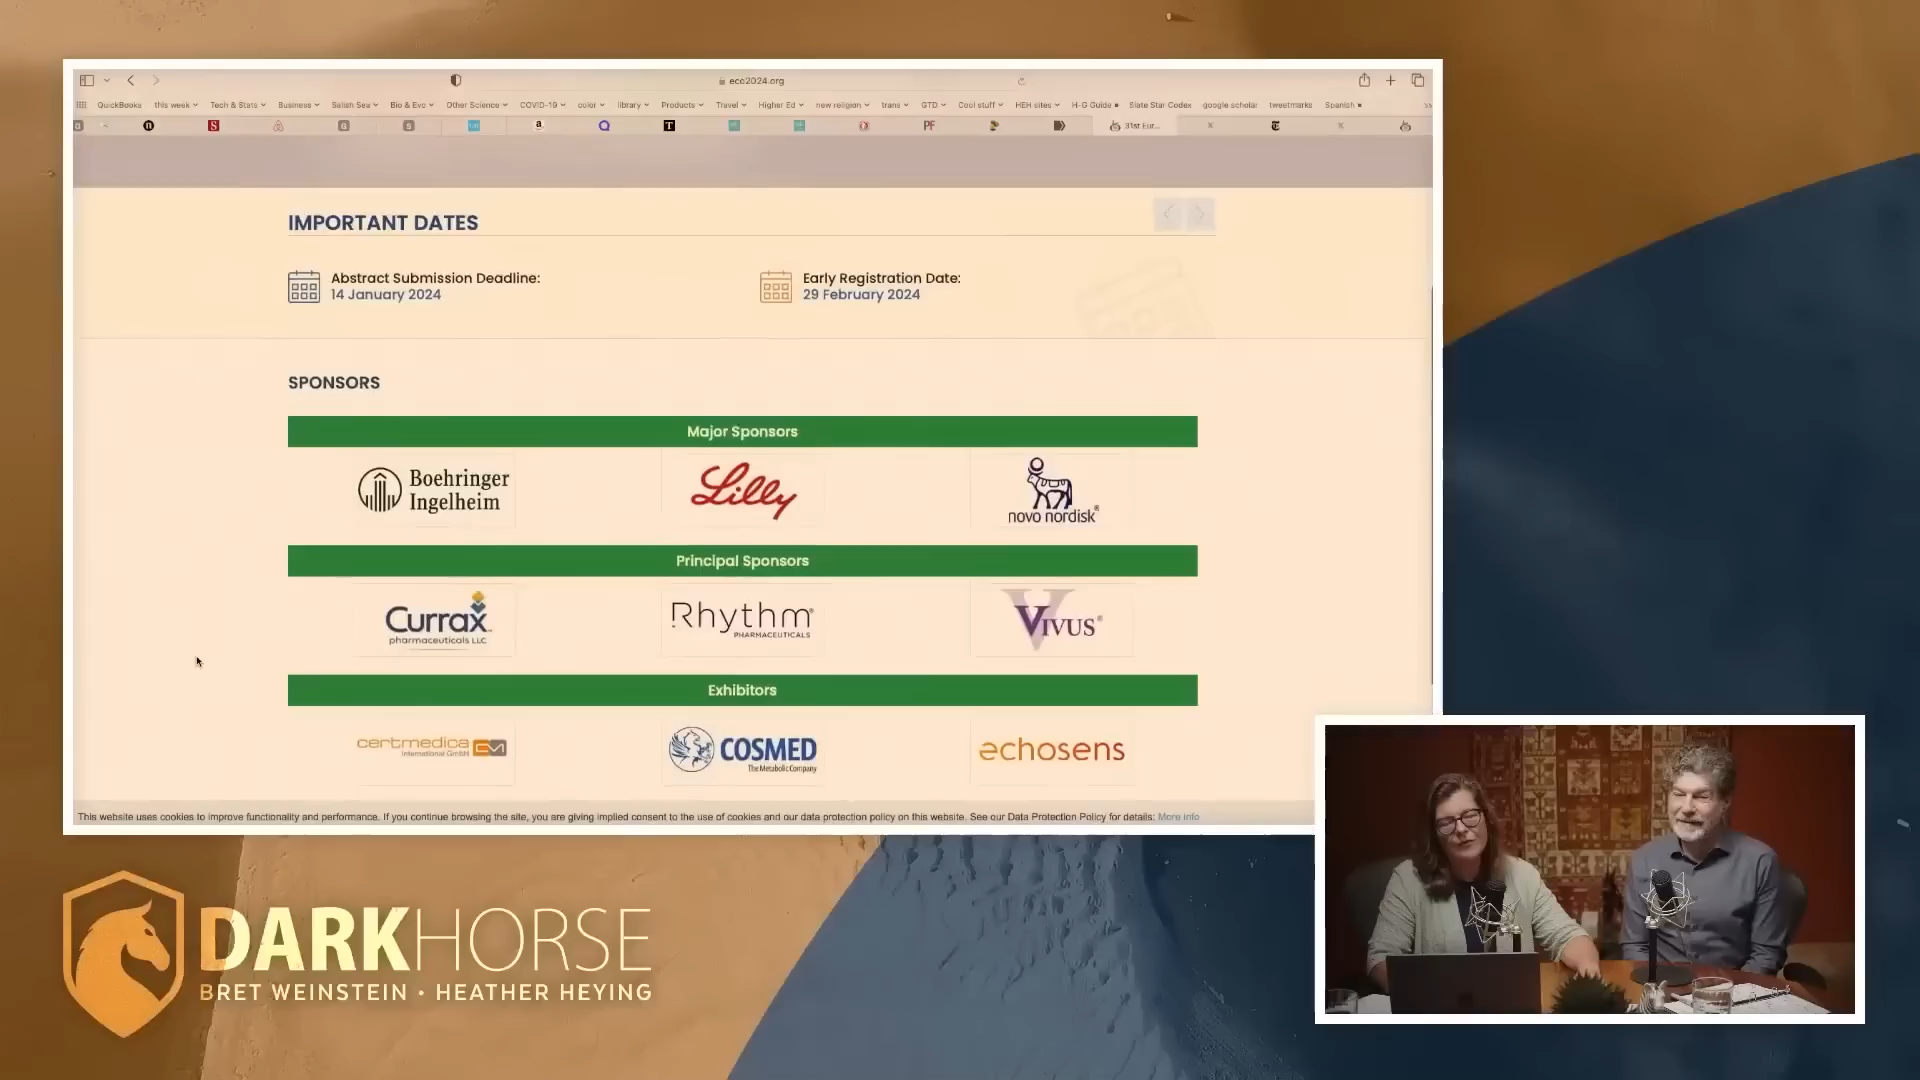 eco2024.org
QuickBooks this week Tech & Stats Business Salish Sea Bio & Evo Other Science COVID-19 color library Products Travel Higher Ed new religion trans GTD Cool stuff HEH sites H-G Guide Slate Star Codex google scholar tweetmarks Spanish
31st Eur...
IMPORTANT DATES
Abstract Submission Deadline:
14 January 2024
Early Registration Date:
29 February 2024
SPONSORS
Major Sponsors
Boehringer
Ingelheim
Lilly
novo nordisk®
Principal Sponsors
Currax
pharmaceuticals LLC
Rhythm®
PHARMACEUTICALS
VIVUS®
Exhibitors
certmedica
International GmbH
COSMED
The Metabolic Company
echosens
This website uses cookies to improve functionality and performance. If you continue browsing the site, you are giving implied consent to the use of cookies and our data protection policy on this website. See our Data Protection Policy for details: More info
DARKHORSE
BRET WEINSTEIN • HEATHER HEYING